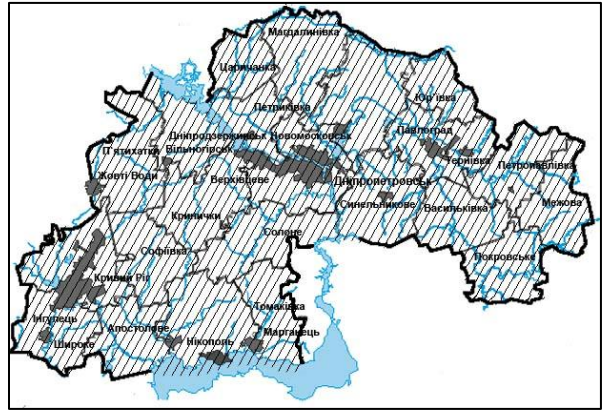 Магдалинівка
Царичанка
Петриківка
Юр'ївка
Дніпродзержинськ
Новомосковськ
Павлоград
Вільногірськ
П'ятихатки
Тернівка
Петропавлівка
Жовті Води
Верхівцеве
Дніпропетровськ
Синельникове
Васильківка
Межова
Кринички
Солоне
Софіївка
Покровське
Кривий Ріг
Томаківка
Інгулець
Апостолове
Марганець
Широке
Нікополь